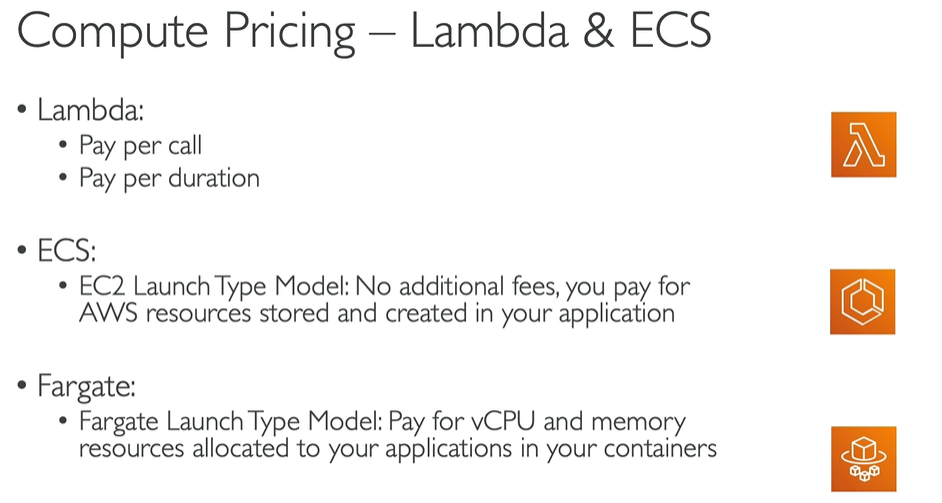 Compute Pricing – Lambda & ECS
• Lambda:
• Pay per call
• Pay per duration
• ECS:
• EC2 Launch Type Model: No additional fees, you pay for
AWS resources stored and created in your application
• Fargate:
• Fargate Launch Type Model: Pay for vCPU and memory
resources allocated to your applications in your containers